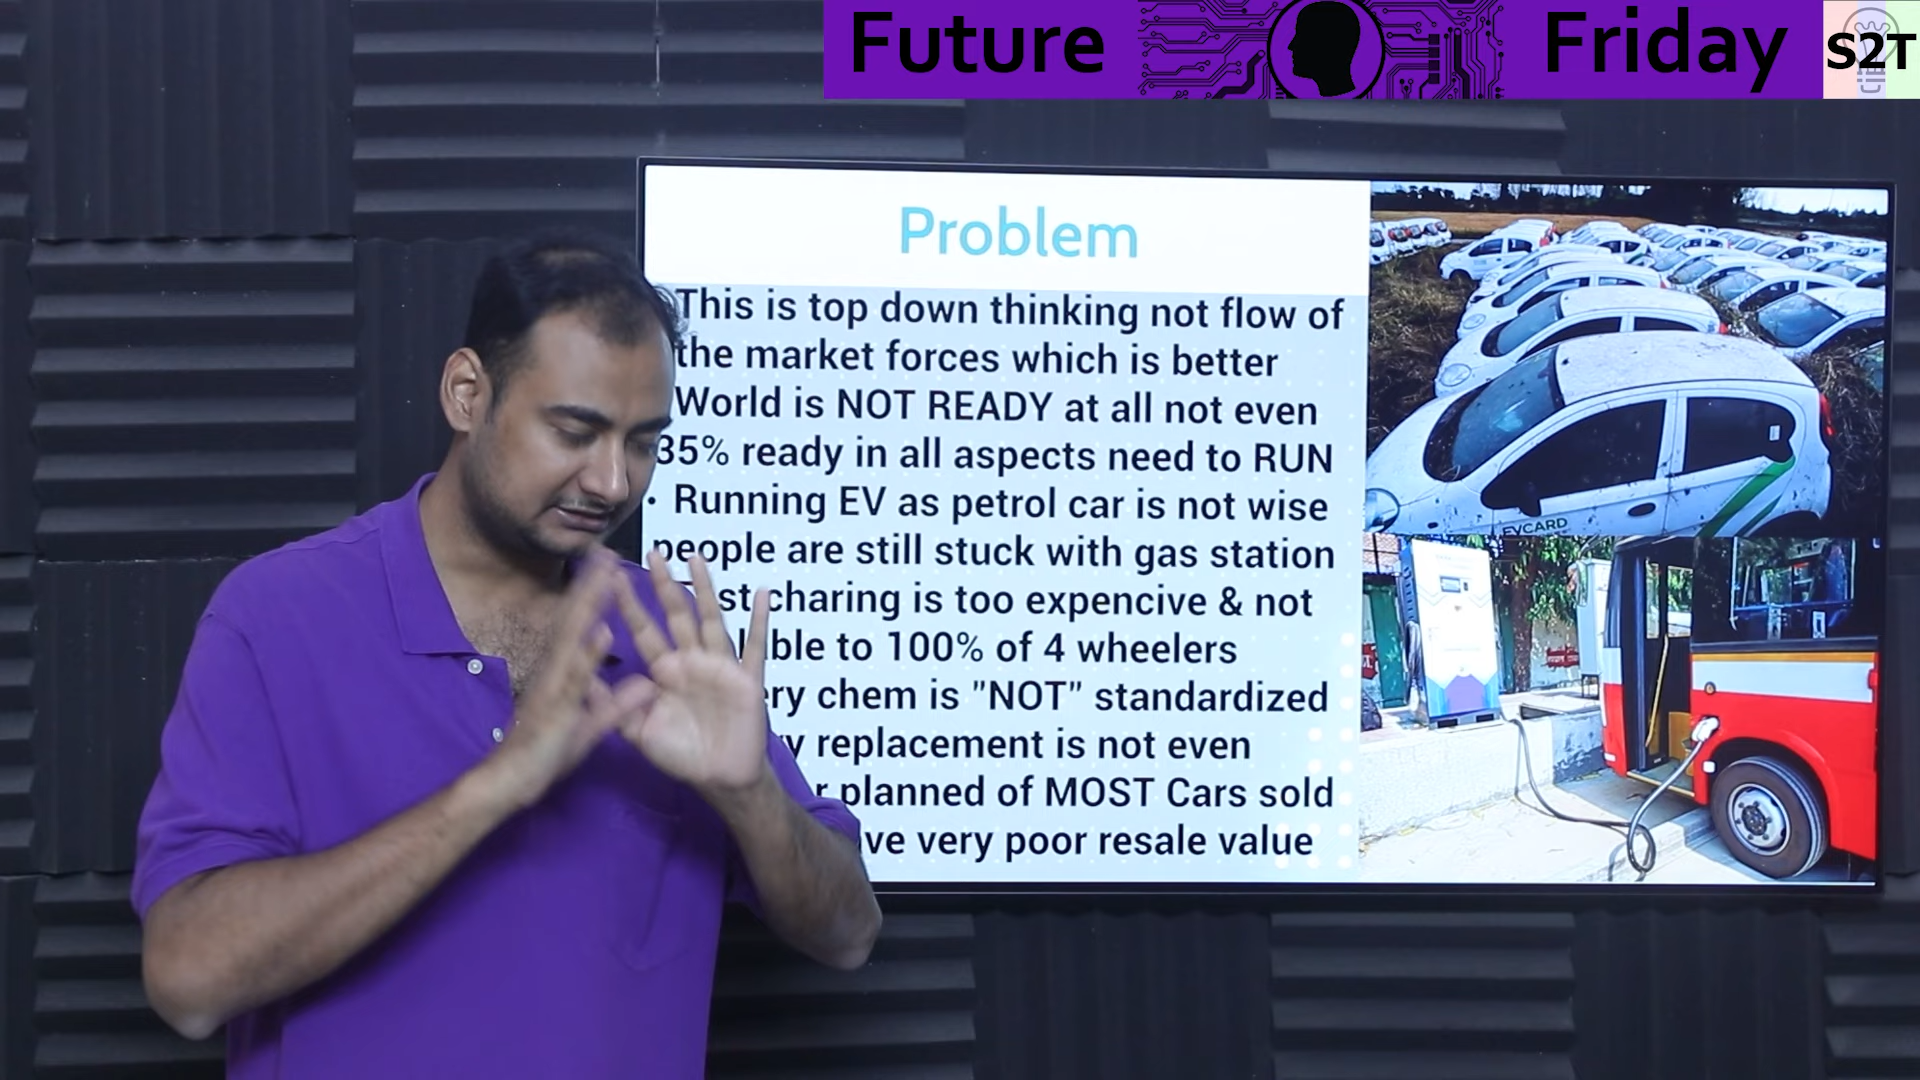 Future Friday S2T
Problem
This is top down thinking not flow of
the market forces which is better
World is NOT READY at all not even
35% ready in all aspects need to RUN
· Running EV as petrol car is not wise
people are still stuck with gas station
charing is too expencive & not
to 100% of 4 wheelers
chem is "NOT" standardized
replacement is not even
planned of MOST Cars sold
very poor resale value
EVCARD